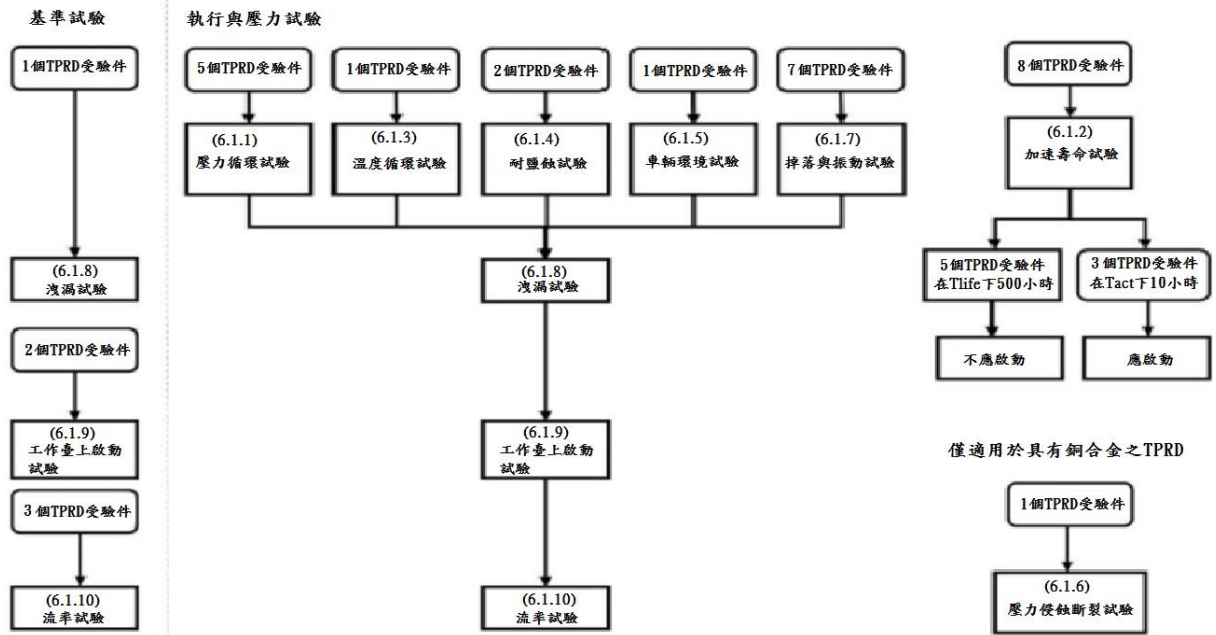 基準試驗
1個TPRD受驗件
(6.1.8)
洩漏試驗
2個TPRD受驗件
(6.1.9)
工作臺上啟動
試驗
3個TPRD受驗件
(6.1.10)
流率試驗
執行與壓力試驗
5個TPRD受驗件
1個TPRD受驗件
2個TPRD受驗件
1個TPRD受驗件
7個TPRD受驗件
(6.1.1)
壓力循環試驗
(6.1.3)
溫度循環試驗
(6.1.4)
耐鹽蝕試驗
(6.1.5)
車輛環境試驗
(6.1.7)
掉落與振動試驗
(6.1.8)
洩漏試驗
(6.1.9)
工作臺上啟動
試驗
(6.1.10)
流率試驗
8個TPRD受驗件
(6.1.2)
加速壽命試驗
5個TPRD受驗件
在Tlife下500小時
3個TPRD受驗件
在Tact下10小時
不應啟動
應啟動
僅適用於具有銅合金之TPRD
1個TPRD受驗件
(6.1.6)
壓力侵蝕斷裂試驗